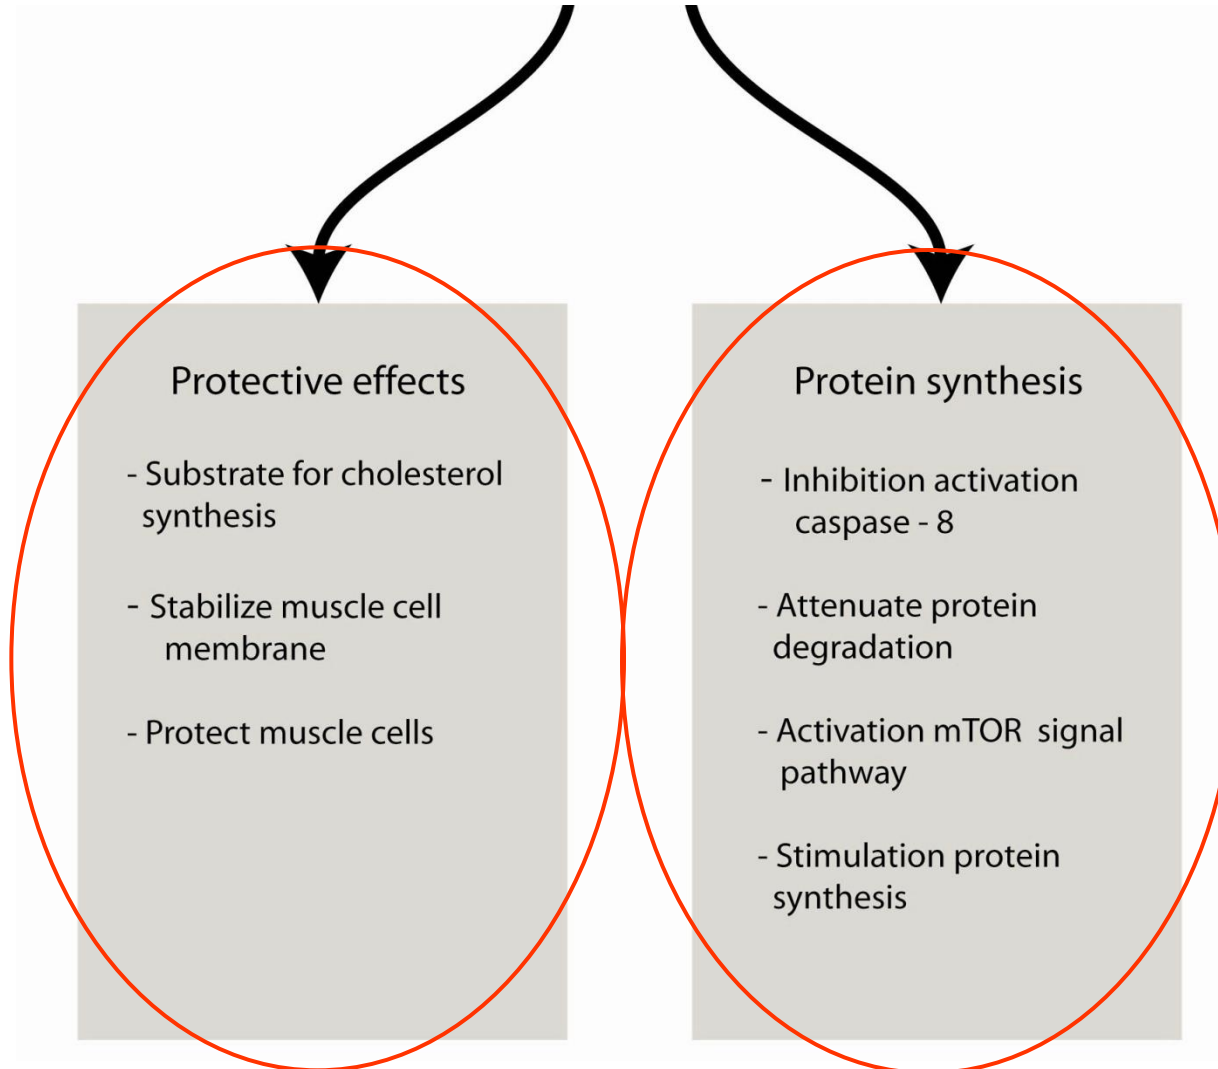 Protective effects
- Substrate for cholesterol
synthesis
- Stabilize muscle cell
membrane
- Protect muscle cells
Protein synthesis
- Inhibition activation
caspase - 8
- Attenuate protein
degradation
- Activation mTOR signal
pathway
- Stimulation protein
synthesis